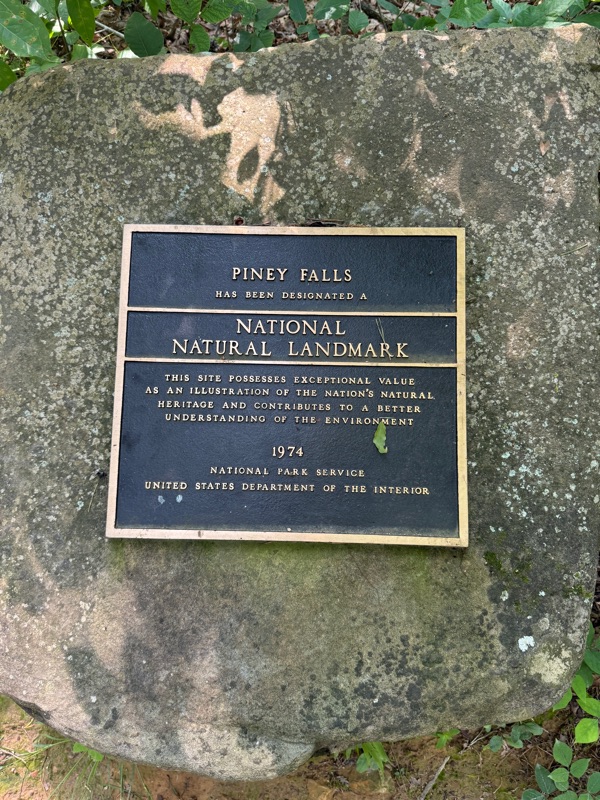 PINEY FALLS
HAS BEEN DESIGNATED A
NATIONAL
NATURAL LANDMARK
THIS SITE POSSESSES EXCEPTIONAL VALUE
AS AN ILLUSTRATION OF THE NATION'S NATURAL
HERITAGE AND CONTRIBUTES TO A BETTER
UNDERSTANDING OF THE ENVIRONMENT
1974
NATIONAL PARK SERVICE
UNITED STATES DEPARTMENT OF THE INTERIOR